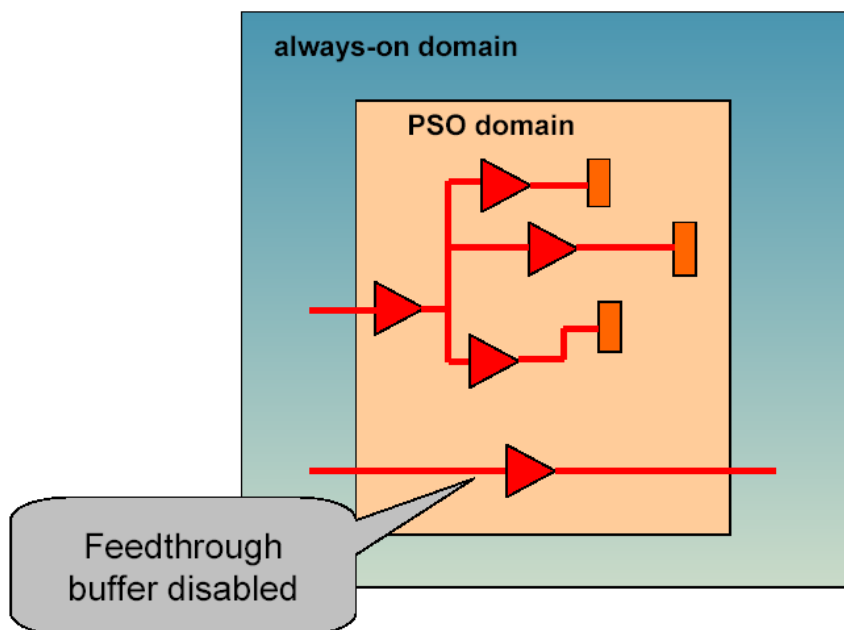 always-on domain
PSO domain
Feedthrough
buffer disabled